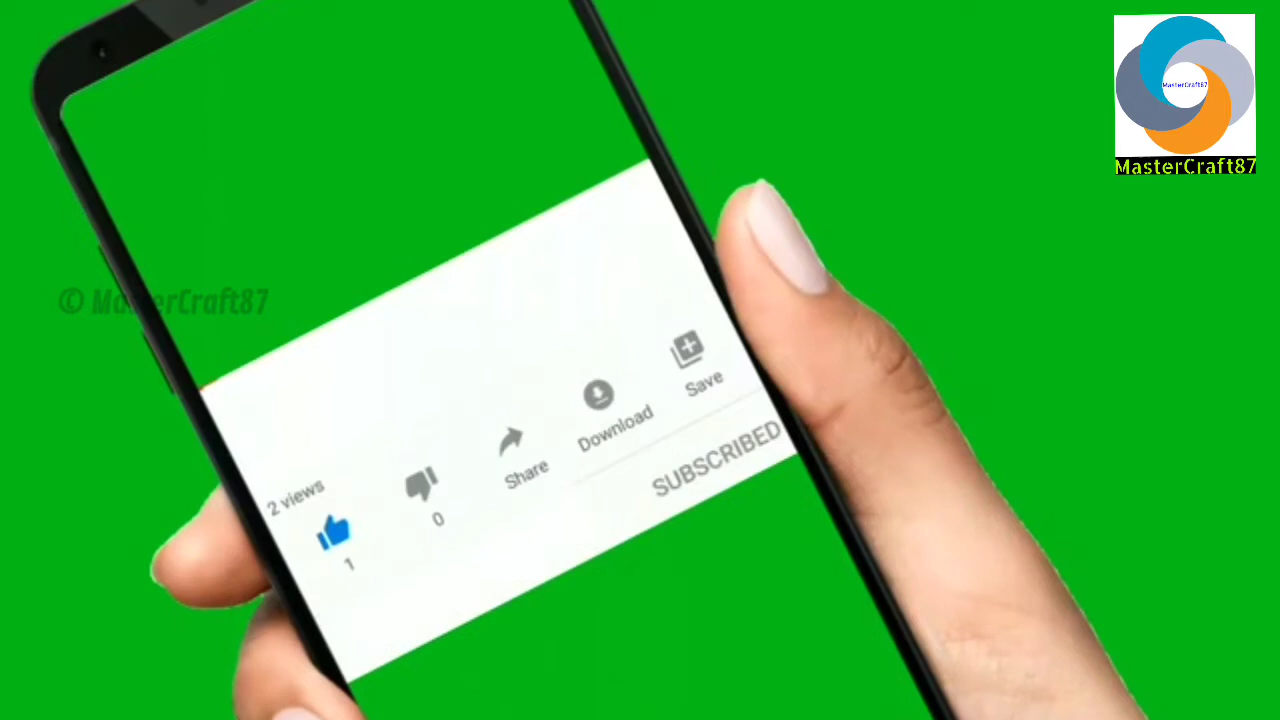 MasterCraft87
MasterCraft87
© MasterCraft87
2 views
1
0
Share
Download
Save
SUBSCRIBED